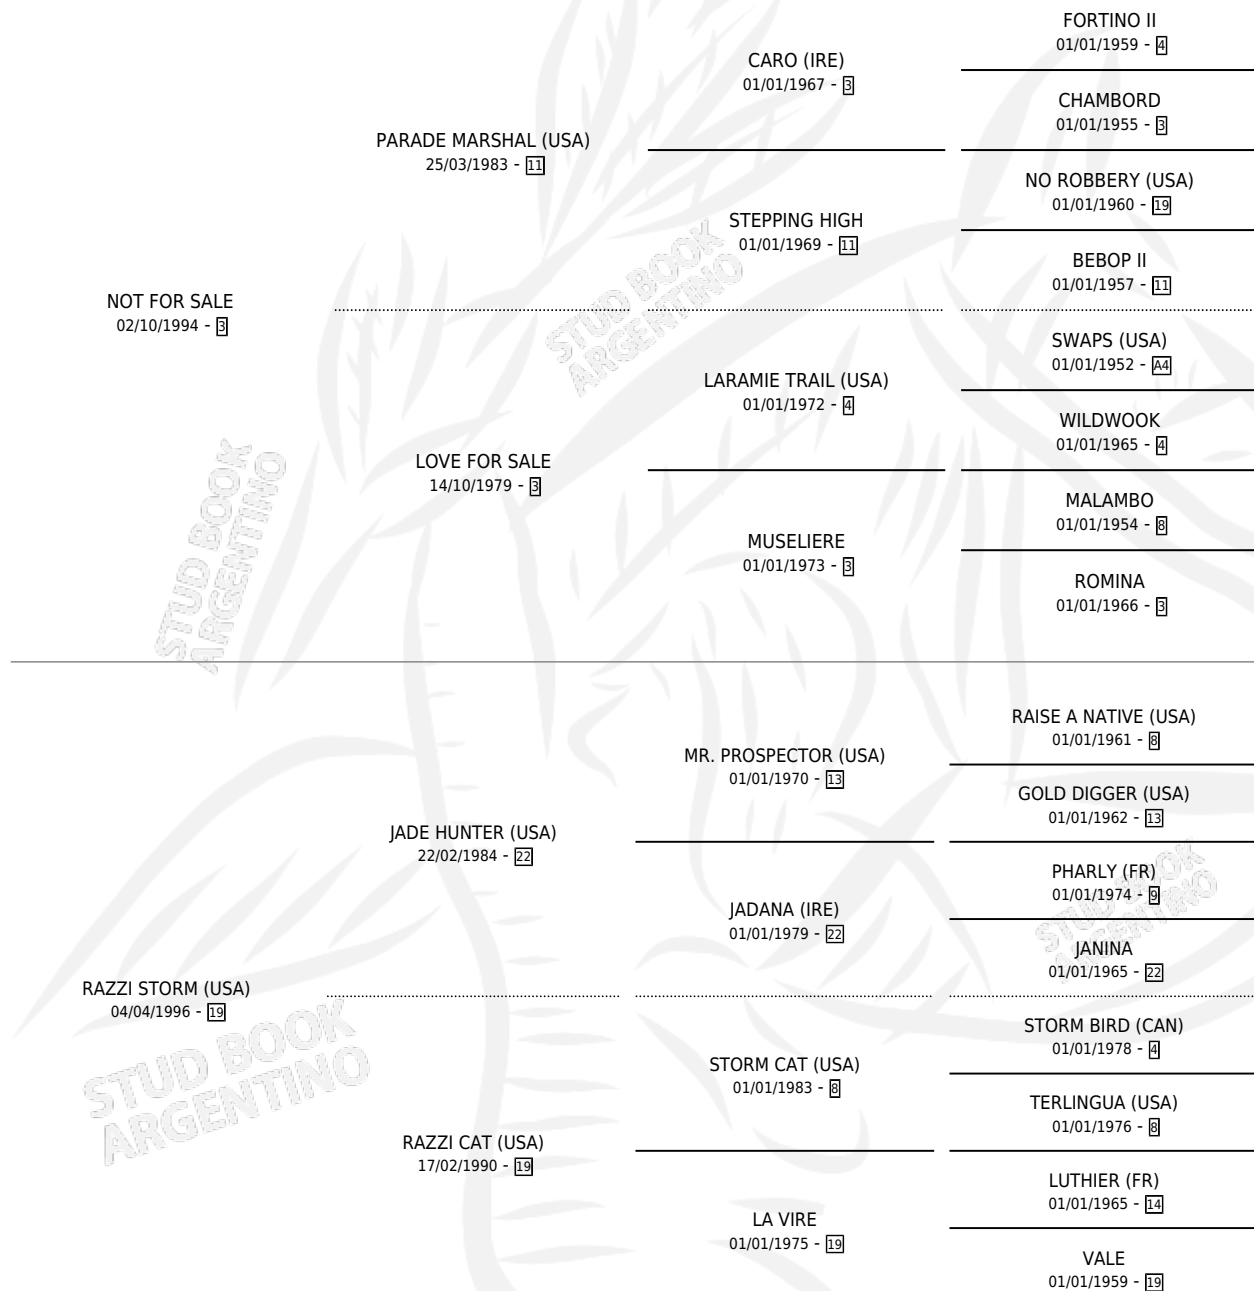 FORTINO II
01/01/1959 - 4
CARO (IRE)
01/01/1967 - 3
CHAMBORD
01/01/1955 - 3
PARADE MARSHAL (USA)
25/03/1983 - 11
NO ROBBERY (USA)
01/01/1960 - 19
STEPPING HIGH
01/01/1969 - 11
BEBOP II
01/01/1957 - 11
NOT FOR SALE
02/10/1994 - 3
SWAPS (USA)
01/01/1952 - A4
LARAMIE TRAIL (USA)
01/01/1972 - 4
WILDWOOK
01/01/1965 - 4
LOVE FOR SALE
14/10/1979 - 3
MALAMBO
01/01/1954 - 8
MUSELIERE
01/01/1973 - 3
ROMINA
01/01/1966 - 3
RAISE A NATIVE (USA)
01/01/1961 - 8
MR. PROSPECTOR (USA)
01/01/1970 - 13
GOLD DIGGER (USA)
01/01/1962 - 13
JADE HUNTER (USA)
22/02/1984 - 22
PHARLY (FR)
01/01/1974 - 9
JADANA (IRE)
01/01/1979 - 22
JANINA
01/01/1965 - 22
RAZZI STORM (USA)
04/04/1996 - 19
STORM BIRD (CAN)
01/01/1978 - 4
STORM CAT (USA)
01/01/1983 - 8
TERLINGUA (USA)
01/01/1976 - 8
RAZZI CAT (USA)
17/02/1990 - 19
LUTHIER (FR)
01/01/1965 - 14
LA VIRE
01/01/1975 - 19
VALE
01/01/1959 - 19
STUD BOOK
ARGENTINO
STUD BOOK
ARGENTINO
STUD BOOK
ARGENTINO
STUD BOOK
ARGENTINO